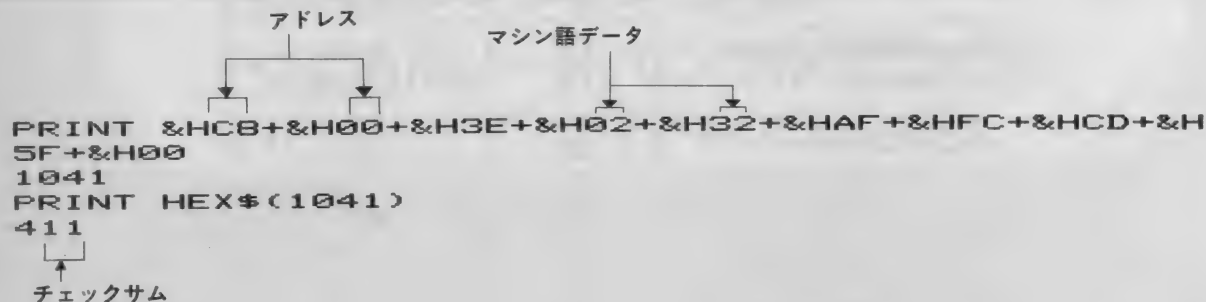 アドレス
マシン語データ
PRINT &HC8+&H00+&H3E+&H02+&H32+&HAF+&HFC+&HCD+&H
5F+&H00
1041
PRINT HEX$(1041)
411
チェックサム